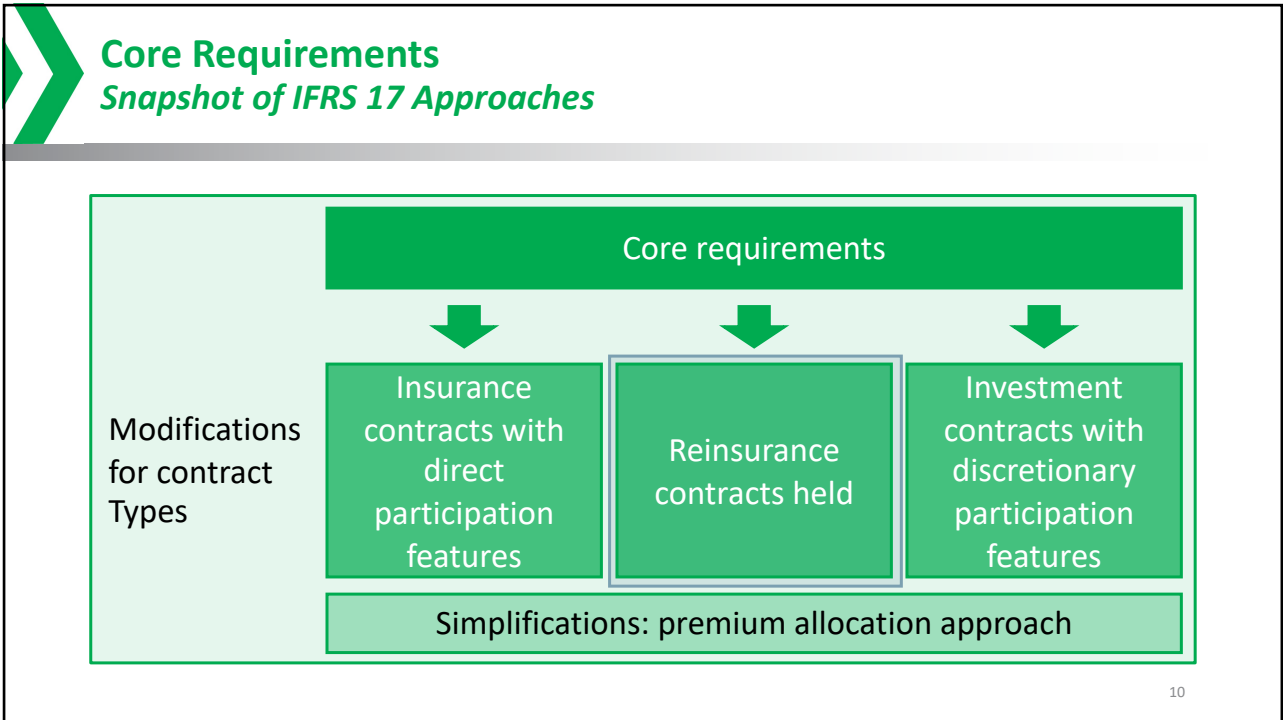 Core Requirements
Snapshot of IFRS 17 Approaches
Core requirements
Modifications
for contract
Types
Insurance
contracts with
direct
participation
features
Reinsurance
contracts held
Investment
contracts with
discretionary
participation
features
Simplifications: premium allocation approach
10